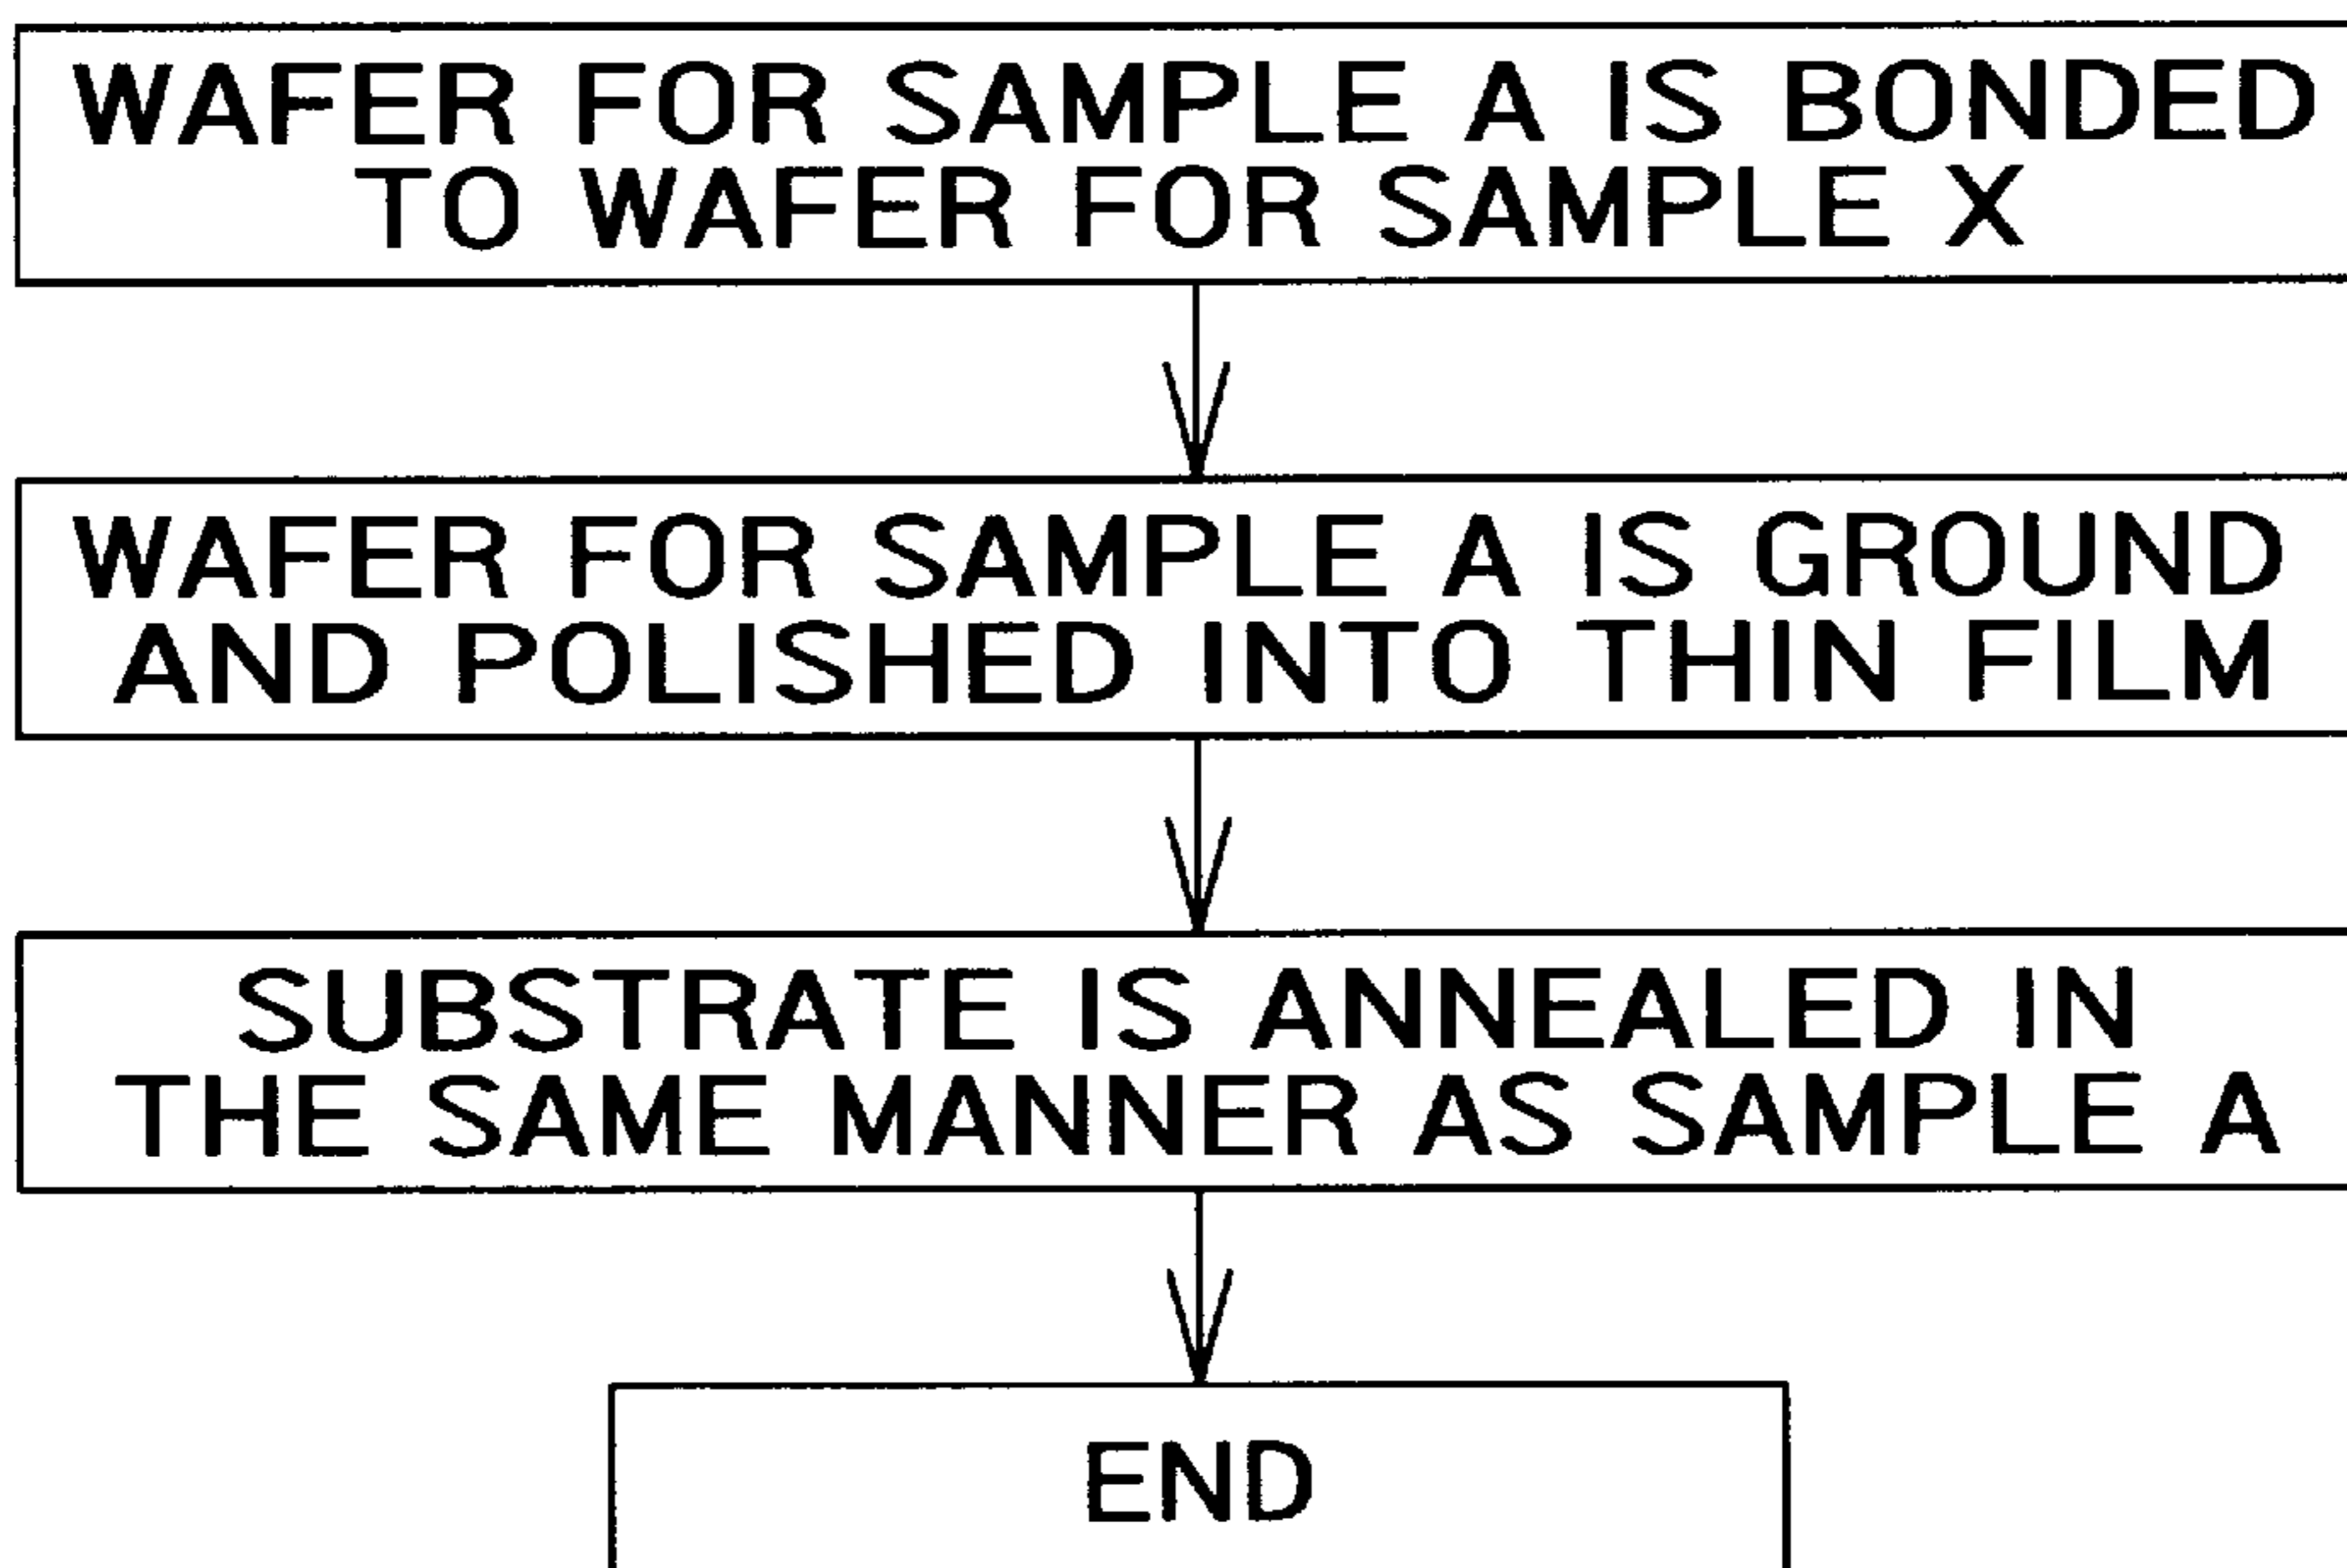 WAFER FOR SAMPLE A IS BONDED
TO WAFER FOR SAMPLE X
WAFER FOR SAMPLE A IS GROUND
AND POLISHED INTO THIN FILM
SUBSTRATE IS ANNEALED IN
THE SAME MANNER AS SAMPLE A
END